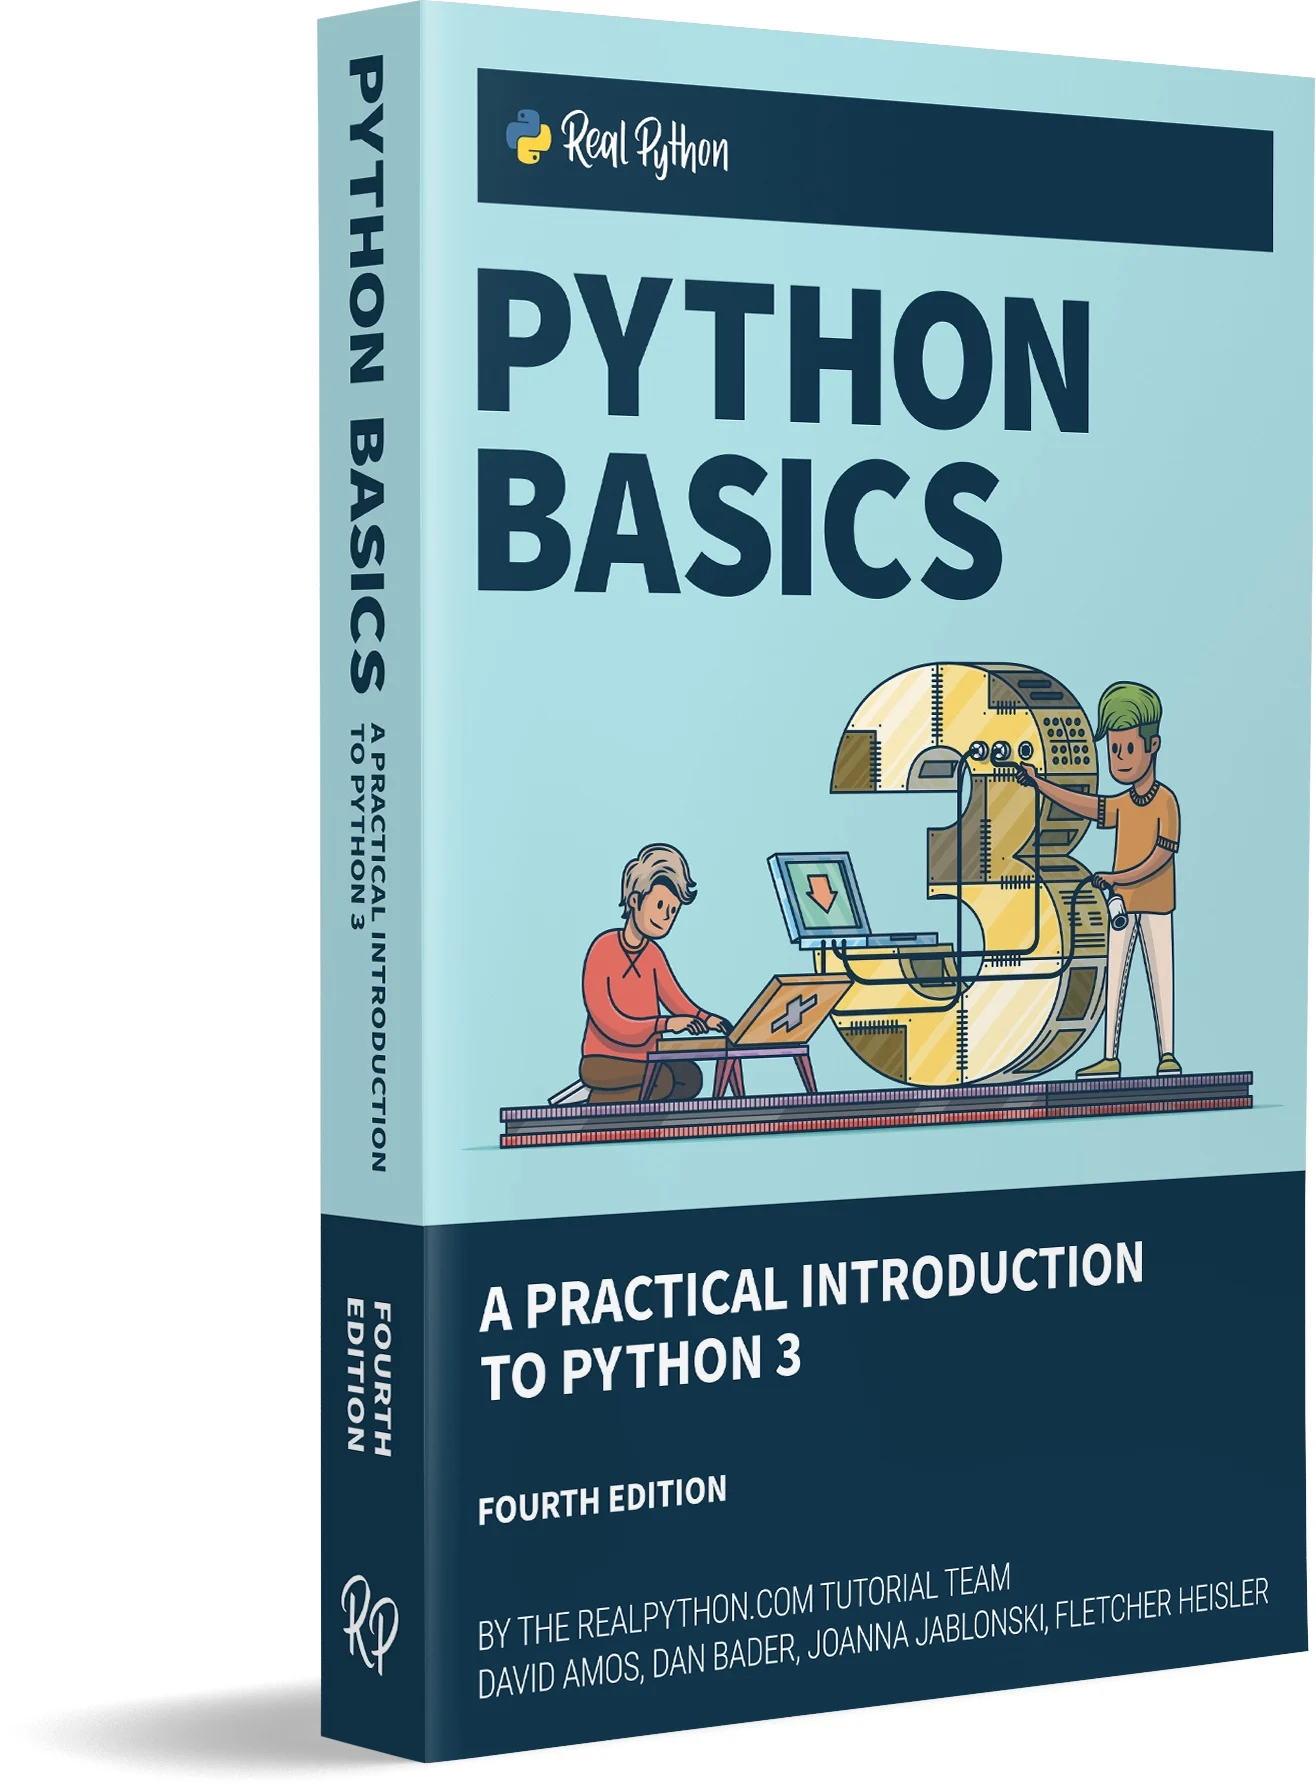 PYTHON BASICS
A PRACTICAL INTRODUCTION
TO PYTHON 3
FOURTH
EDITION
RP
Real Python
PYTHON
BASICS
3
A PRACTICAL INTRODUCTION
TO PYTHON 3
FOURTH EDITION
BY THE REALPYTHON.COM TUTORIAL TEAM
DAVID AMOS, DAN BADER, JOANNA JABLONSKI, FLETCHER HEISLER